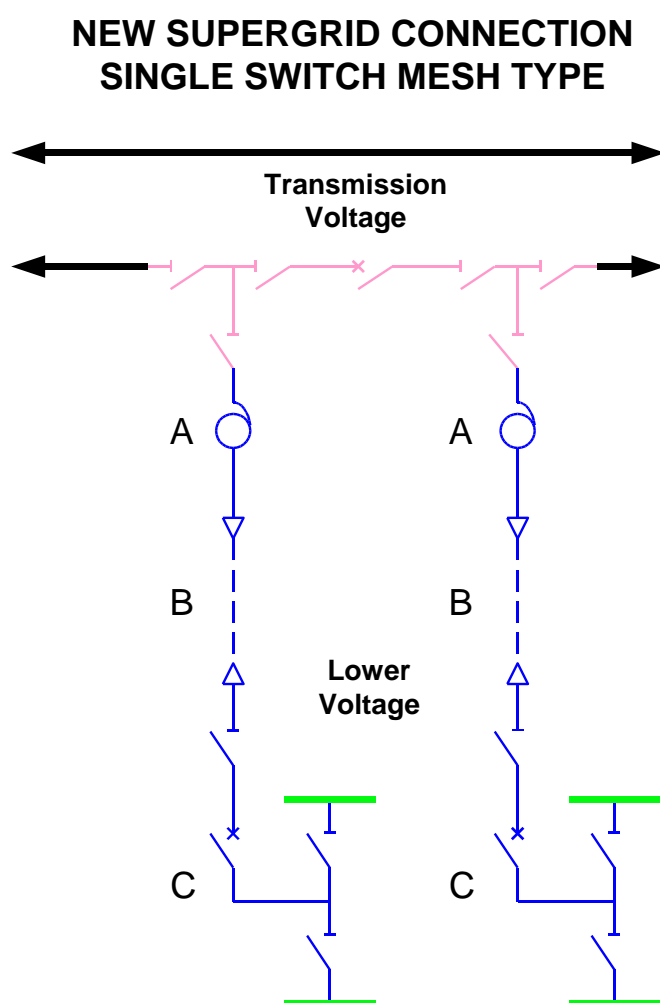 NEW SUPERGRID CONNECTION
SINGLE SWITCH MESH TYPE
Transmission
Voltage
A
A
B
B
Lower
Voltage
C
C